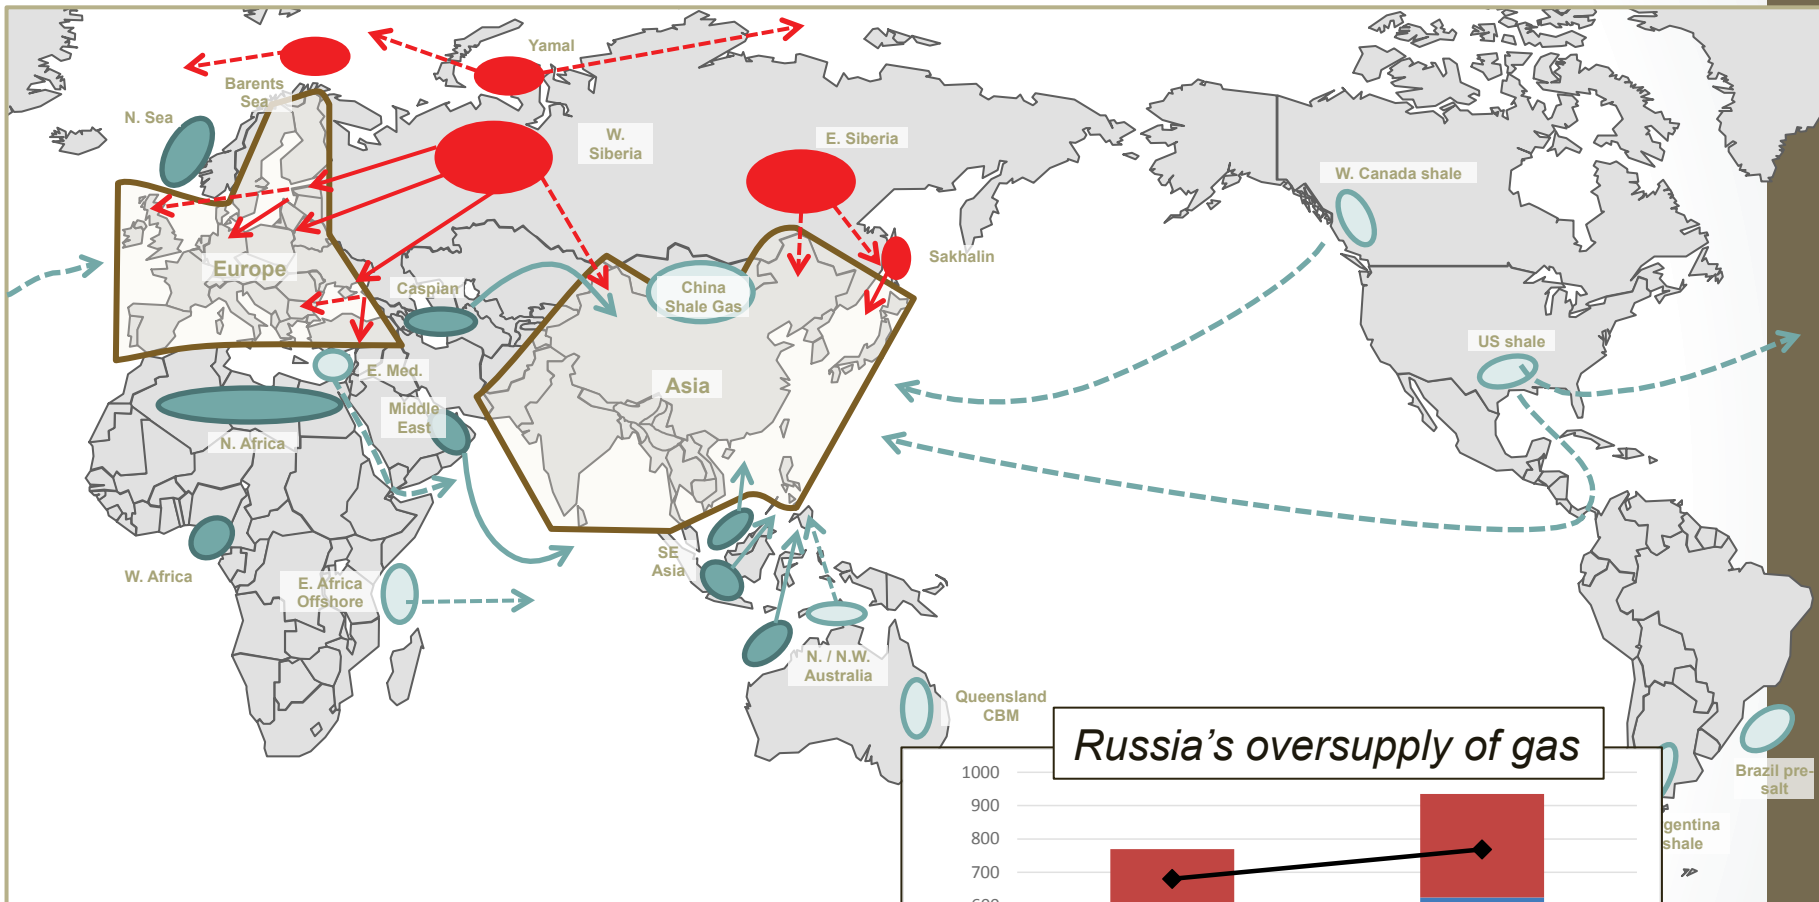 Yamal
Barents
Sea
N. Sea
W.
Siberia
E. Siberia
W. Canada shale
Europe
Caspian
China
Shale Gas
Sakhalin
US shale
E. Med.
Asia
Middle
East
N. Africa
SE
Asia
W. Africa
E. Africa
Offshore
N. / N.W.
Australia
Queensland
CBM
Brazil pre-
salt
gentina
shale
Russia's oversupply of gas
1000
900
800
700